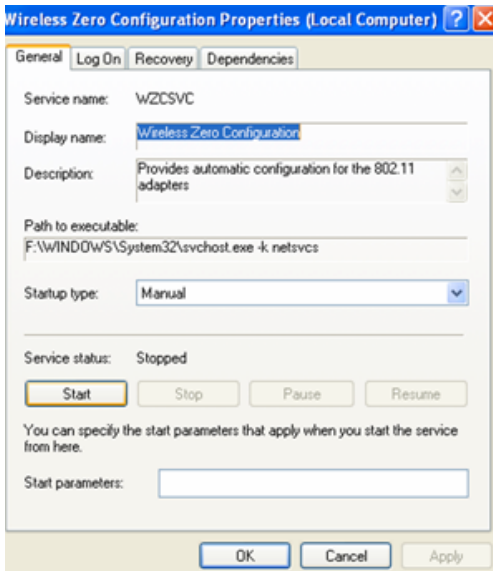 Wireless Zero Configuration Properties (Local Computer)
General Log On Recovery Dependencies
Service name: WZCSVC
Display name: Wireless Zero Configuration
Description: Provides automatic configuration for the 802.11
adapters
Path to executable:
F:\WINDOWS\System32\svchost.exe -k netsvcs
Startup type: Manual
Service status: Stopped
Start Stop Pause Resume
You can specify the start parameters that apply when you start the service
from here.
Start parameters:
OK Cancel Apply